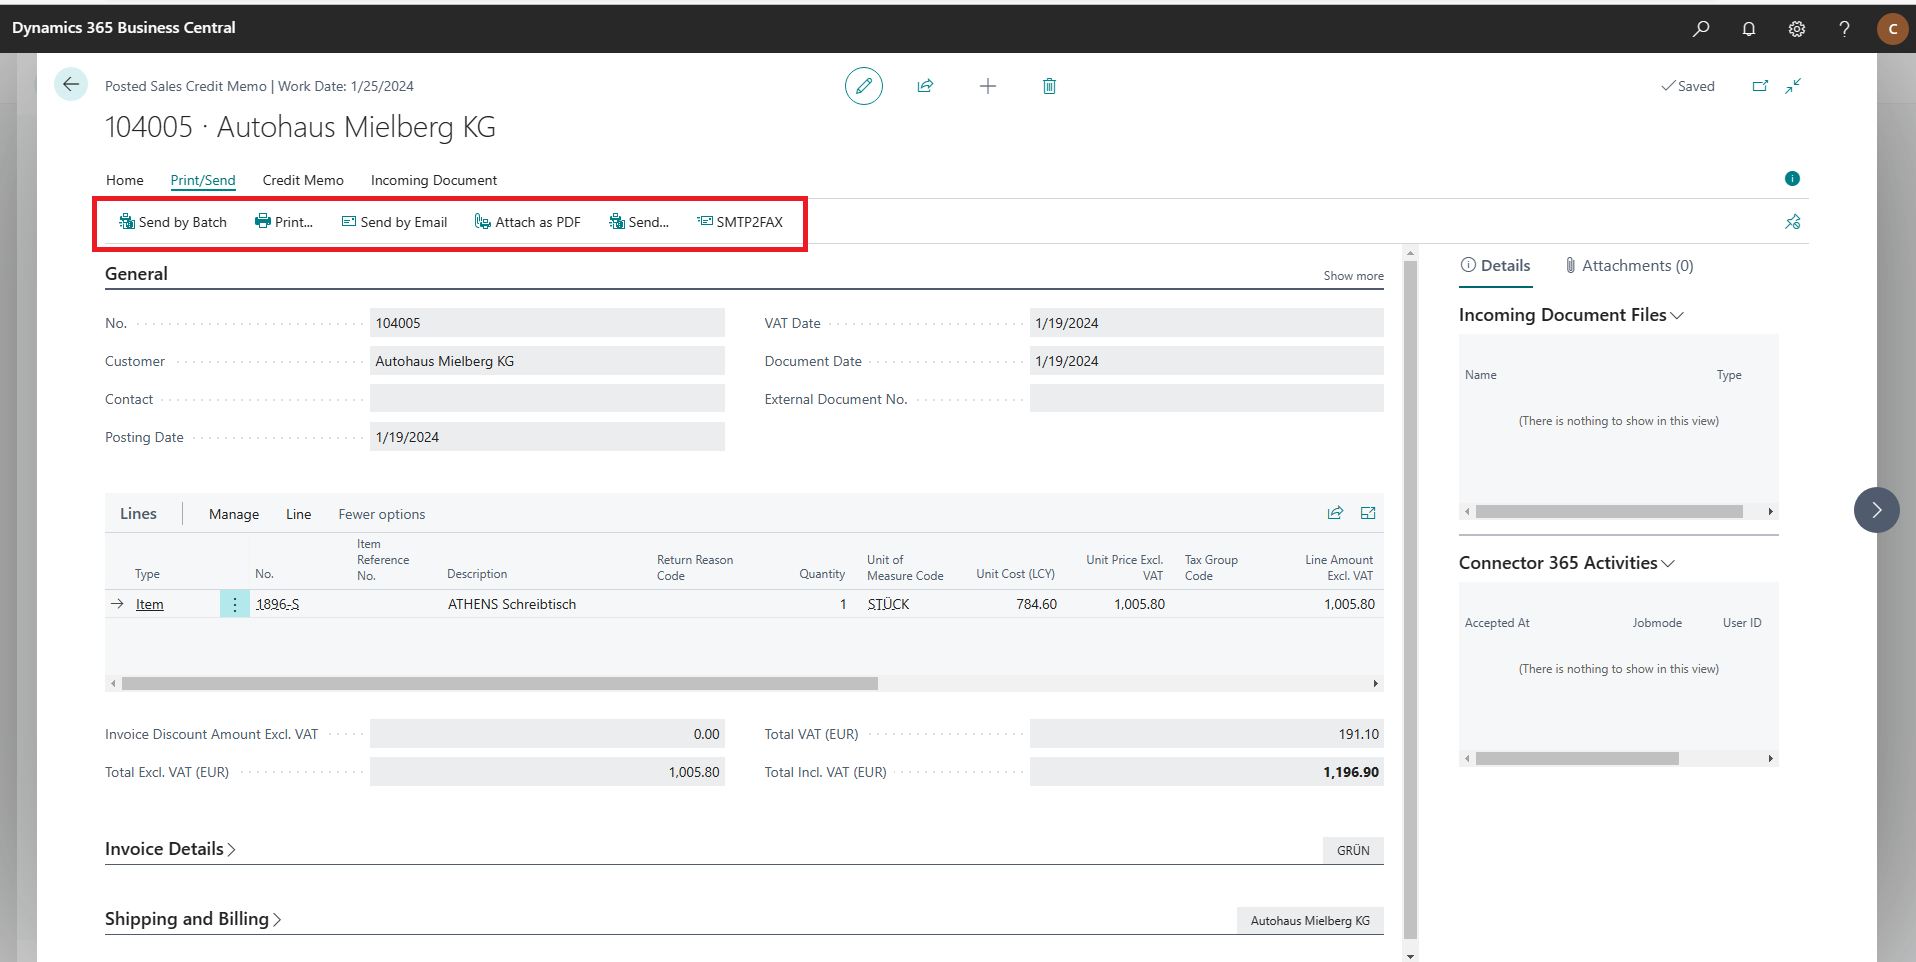 Dynamics 365 Business Central
C
Posted Sales Credit Memo | Work Date: 1/25/2024
Saved
104005 · Autohaus Mielberg KG
Home Print/Send Credit Memo Incoming Document
Send by Batch Print... Send by Email Attach as PDF Send... SMTP2FAX
General
Show more
No. 104005
VAT Date 1/19/2024
Customer Autohaus Mielberg KG
Document Date 1/19/2024
Contact
External Document No.
Posting Date 1/19/2024
Lines Manage Line Fewer options
Type No. Item Reference No. Description Return Reason Code Quantity Unit of Measure Code Unit Cost (LCY) Unit Price Excl. VAT Tax Group Code Line Amount Excl. VAT
Item 1896-S ATHENS Schreibtisch 1 STÜCK 784.60 1,005.80 1,005.80
Invoice Discount Amount Excl. VAT 0.00
Total VAT (EUR) 191.10
Total Excl. VAT (EUR) 1,005.80
Total Incl. VAT (EUR) 1,196.90
Invoice Details
GRÜN
Shipping and Billing
Autohaus Mielberg KG
Details Attachments (0)
Incoming Document Files
Name Type
(There is nothing to show in this view)
Connector 365 Activities
Accepted At Jobmode User ID
(There is nothing to show in this view)